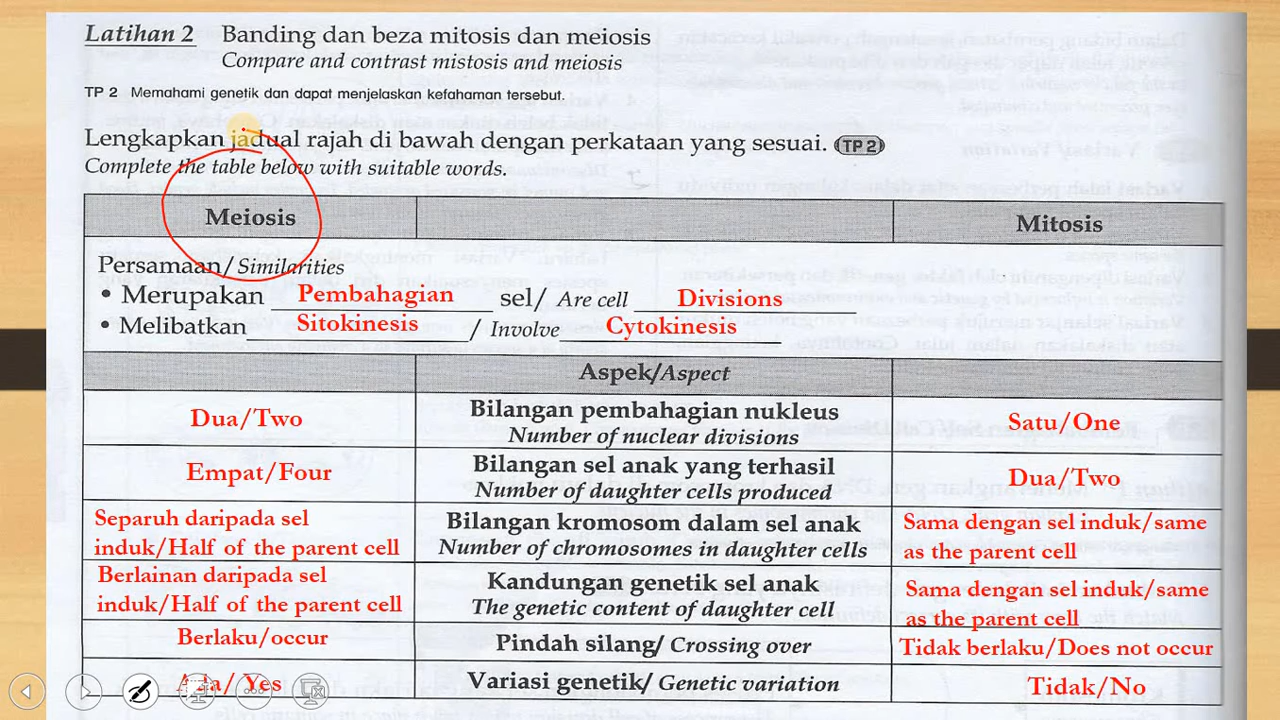 Latihan 2 Banding dan beza mitosis dan meiosis
Compare and contrast mistosis and meiosis
TP 2 Memahami genetik dan dapat menjelaskan kefahaman tersebut.
Lengkapkan jadual rajah di bawah dengan perkataan yang sesuai. TP 2
Complete the table below with suitable words.
Meiosis Mitosis
Persamaan/ Similarities
• Merupakan Pembahagian sel/ Are cell Divisions
• Melibatkan Sitokinesis / Involve Cytokinesis
Aspek/Aspect
Dua/Two
Bilangan pembahagian nukleus
Number of nuclear divisions
Satu/One
Empat/Four
Bilangan sel anak yang terhasil
Number of daughter cells produced
Dua/Two
Separuh daripada sel
induk/Half of the parent cell
Bilangan kromosom dalam sel anak
Number of chromosomes in daughter cells
Sama dengan sel induk/same
as the parent cell
Berlainan daripada sel
induk/Half of the parent cell
Kandungan genetik sel anak
The genetic content of daughter cell
Sama dengan sel induk/same
as the parent cell
Berlaku/occur
Pindah silang/ Crossing over
Tidak berlaku/Does not occur
Ada/ Yes
Variasi genetik/ Genetic variation
Tidak/No